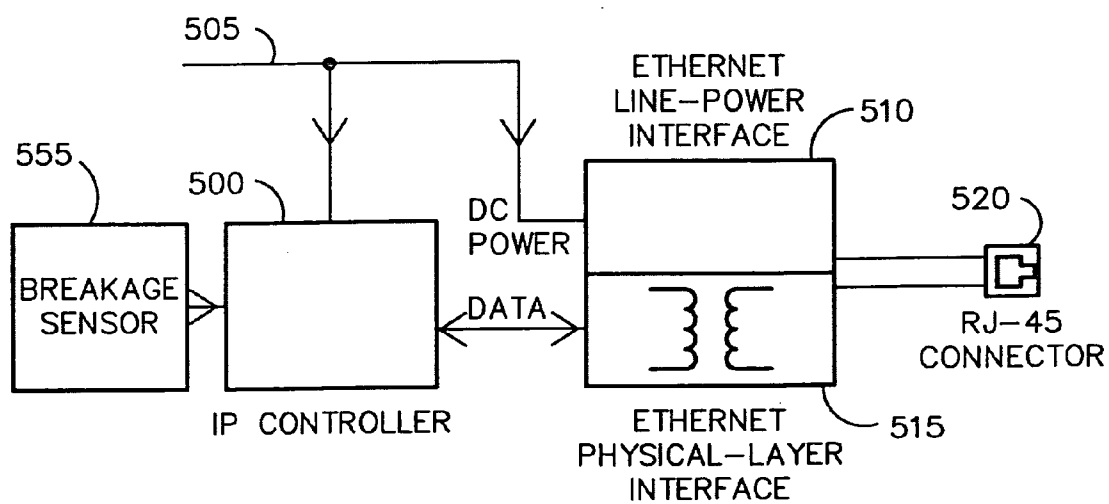 505
ETHERNET
LINE-POWER
INTERFACE
510
555
500
DC
POWER
520
BREAKAGE
SENSOR
DATA
RJ-45
CONNECTOR
IP CONTROLLER
ETHERNET
PHYSICAL-LAYER
INTERFACE
515